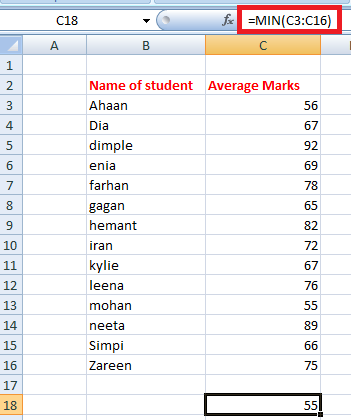 C18 fx =MIN(C3:C16)
A B C
1
2 Name of student Average Marks
3 Ahaan 56
4 Dia 67
5 dimple 92
6 enia 69
7 farhan 78
8 gagan 65
9 hemant 82
10 iran 72
11 kylie 67
12 leena 76
13 mohan 55
14 neeta 89
15 Simpi 66
16 Zareen 75
17
18 55